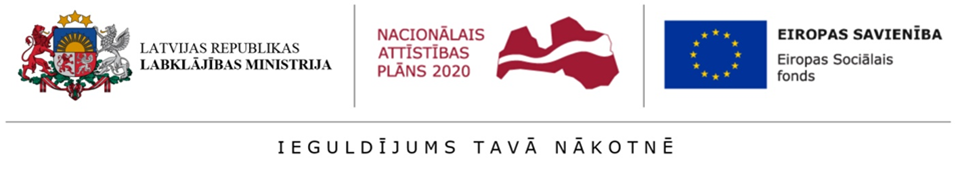 LATVIJAS REPUBLIKAS
LABKLĀJĪBAS MINISTRIJA
NACIONĀLAIS
ATTĪSTĪBAS
PLĀNS 2020
EIROPAS SAVIENĪBA
Eiropas Sociālais
fonds
IEGULDĪJUMS TAVĀ NĀKOTNĒ